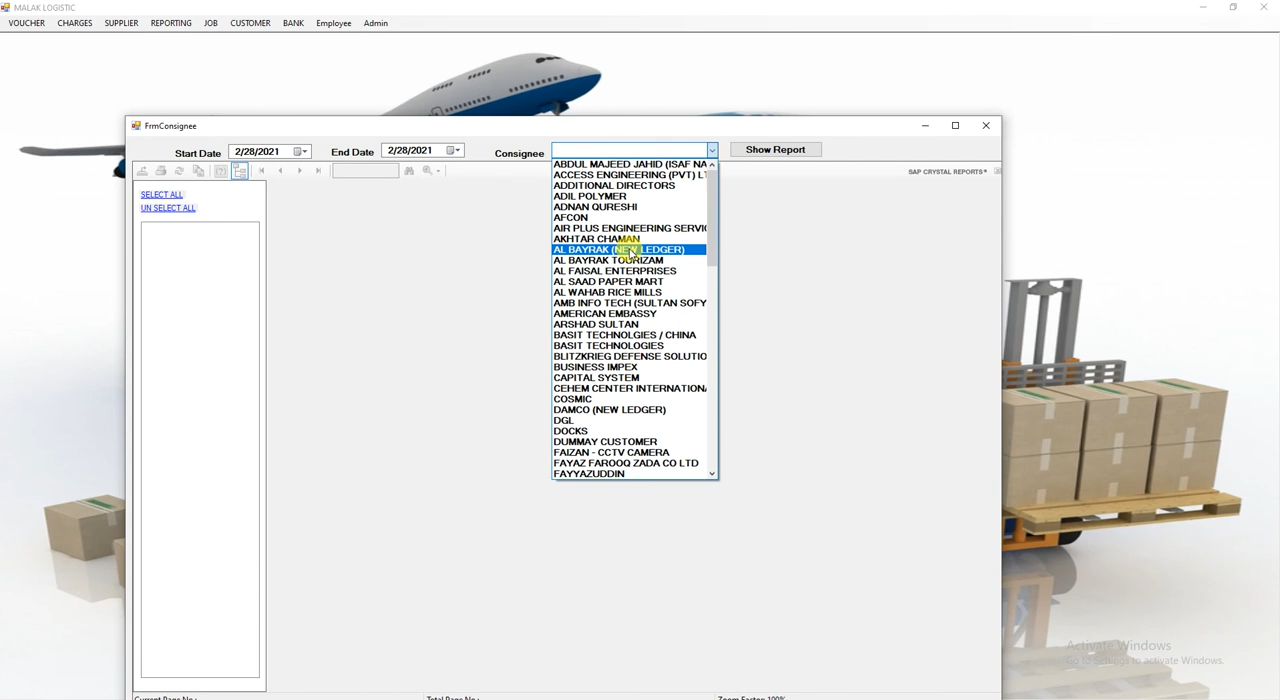 MALAK LOGISTIC
VOUCHER CHARGES SUPPLIER REPORTING JOB CUSTOMER BANK Employee Admin
FrmConsignee
Start Date 2/28/2021 End Date 2/28/2021 Consignee Show Report
SAP CRYSTAL REPORTS®
SELECT ALL
UN SELECT ALL
ABDUL MAJEED JAHID (ISAF NA
ACCESS ENGINEERING (PVT) LT
ADDITIONAL DIRECTORS
ADIL POLYMER
ADNAN QURESHI
AFCON
AIR PLUS ENGINEERING SERVIC
AKHTAR CHAMAN
AL BAYRAK (NEW LEDGER)
AL BAYRAK TOURIZAM
AL FAISAL ENTERPRISES
AL SAAD PAPER MART
AL WAHAB RICE MILLS
AMB INFO TECH (SULTAN SOFY
AMERICAN EMBASSY
ARSHAD SULTAN
BASIT TECHNOLGIES / CHINA
BASIT TECHNOLOGIES
BLITZKRIEG DEFENSE SOLUTIO
BUSINESS IMPEX
CAPITAL SYSTEM
CEHEM CENTER INTERNATION
COSMIC
DAMCO (NEW LEDGER)
DGL
DOCKS
DUMMAY CUSTOMER
FAIZAN - CCTV CAMERA
FAYAZ FAROOQ ZADA CO LTD
FAYYAZUDDIN
Activate Windows
Go to Settings to activate Windows.
Current Page No.: Total Page No.: Zoom Factor: 100%